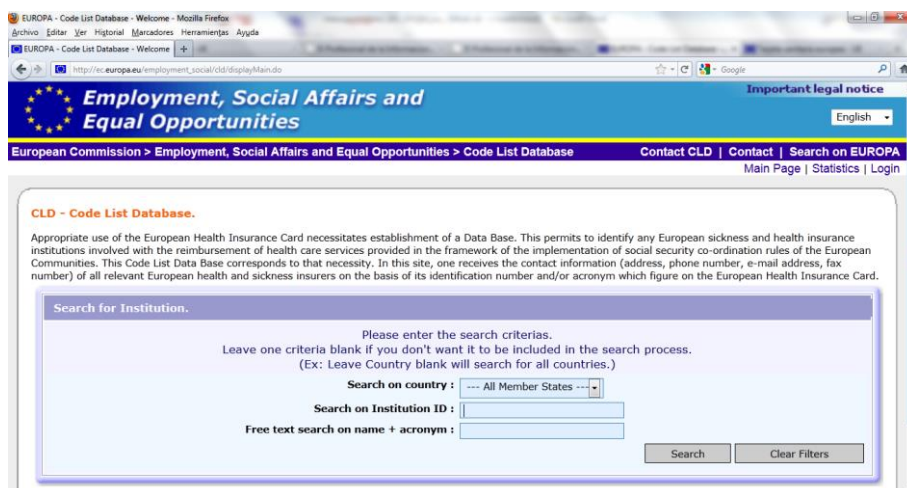 EUROPA - Code List Database - Welcome - Mozilla Firefox
Archivo Editar Ver Historial Marcadores Herramientas Ayuda
EUROPA - Code List Database - Welcome +
http://ec.europa.eu/employment_social/cld/displayMain.do Google
Important legal notice
Employment, Social Affairs and
Equal Opportunities
English
European Commission > Employment, Social Affairs and Equal Opportunities > Code List Database Contact CLD | Contact | Search on EUROPA
Main Page | Statistics | Login
CLD - Code List Database.
Appropriate use of the European Health Insurance Card necessitates establishment of a Data Base. This permits to identify any European sickness and health insurance
institutions involved with the reimbursement of health care services provided in the framework of the implementation of social security co-ordination rules of the European
Communities. This Code List Data Base corresponds to that necessity. In this site, one receives the contact information (address, phone number, e-mail address, fax
number) of all relevant European health and sickness insurers on the basis of its identification number and/or acronym which figure on the European Health Insurance Card.
Search for Institution.
Please enter the search criterias.
Leave one criteria blank if you don't want it to be included in the search process.
(Ex: Leave Country blank will search for all countries.)
Search on country : --- All Member States ---
Search on Institution ID :
Free text search on name + acronym :
Search Clear Filters